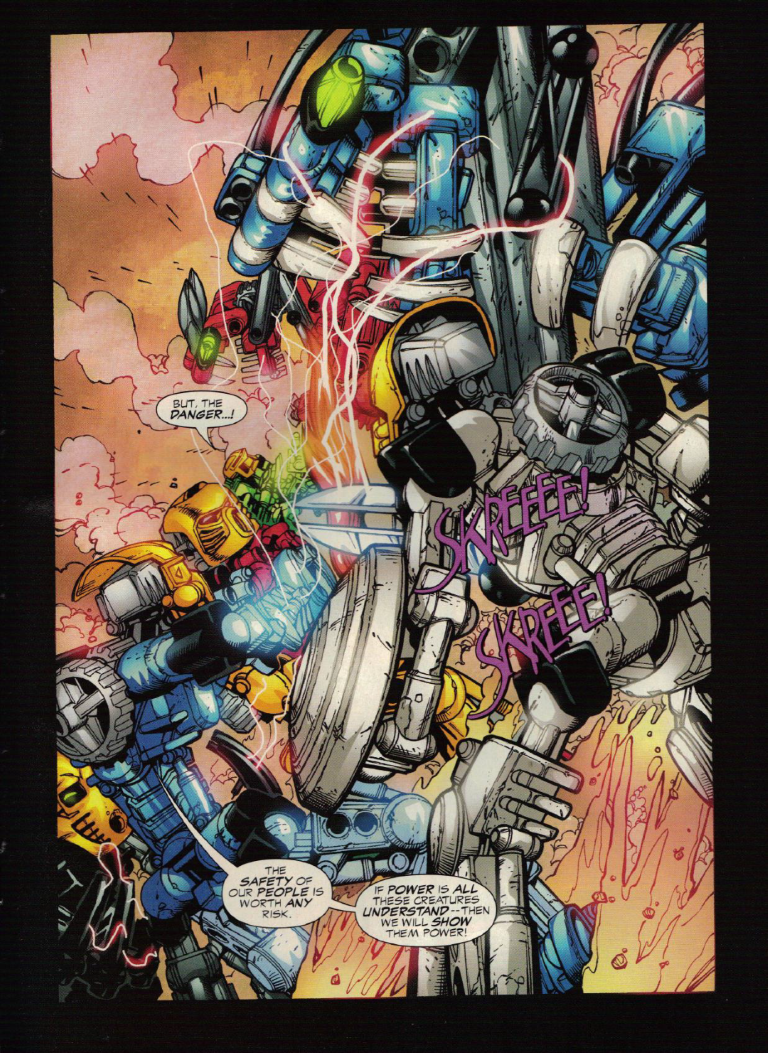 BUT, THE
DANGER...!
SKREEEE!
SKREEE!
THE
SAFETY OF
OUR PEOPLE IS
WORTH ANY
RISK.
IF POWER IS ALL
THESE CREATURES
UNDERSTAND--THEN
WE WILL SHOW
THEM POWER!